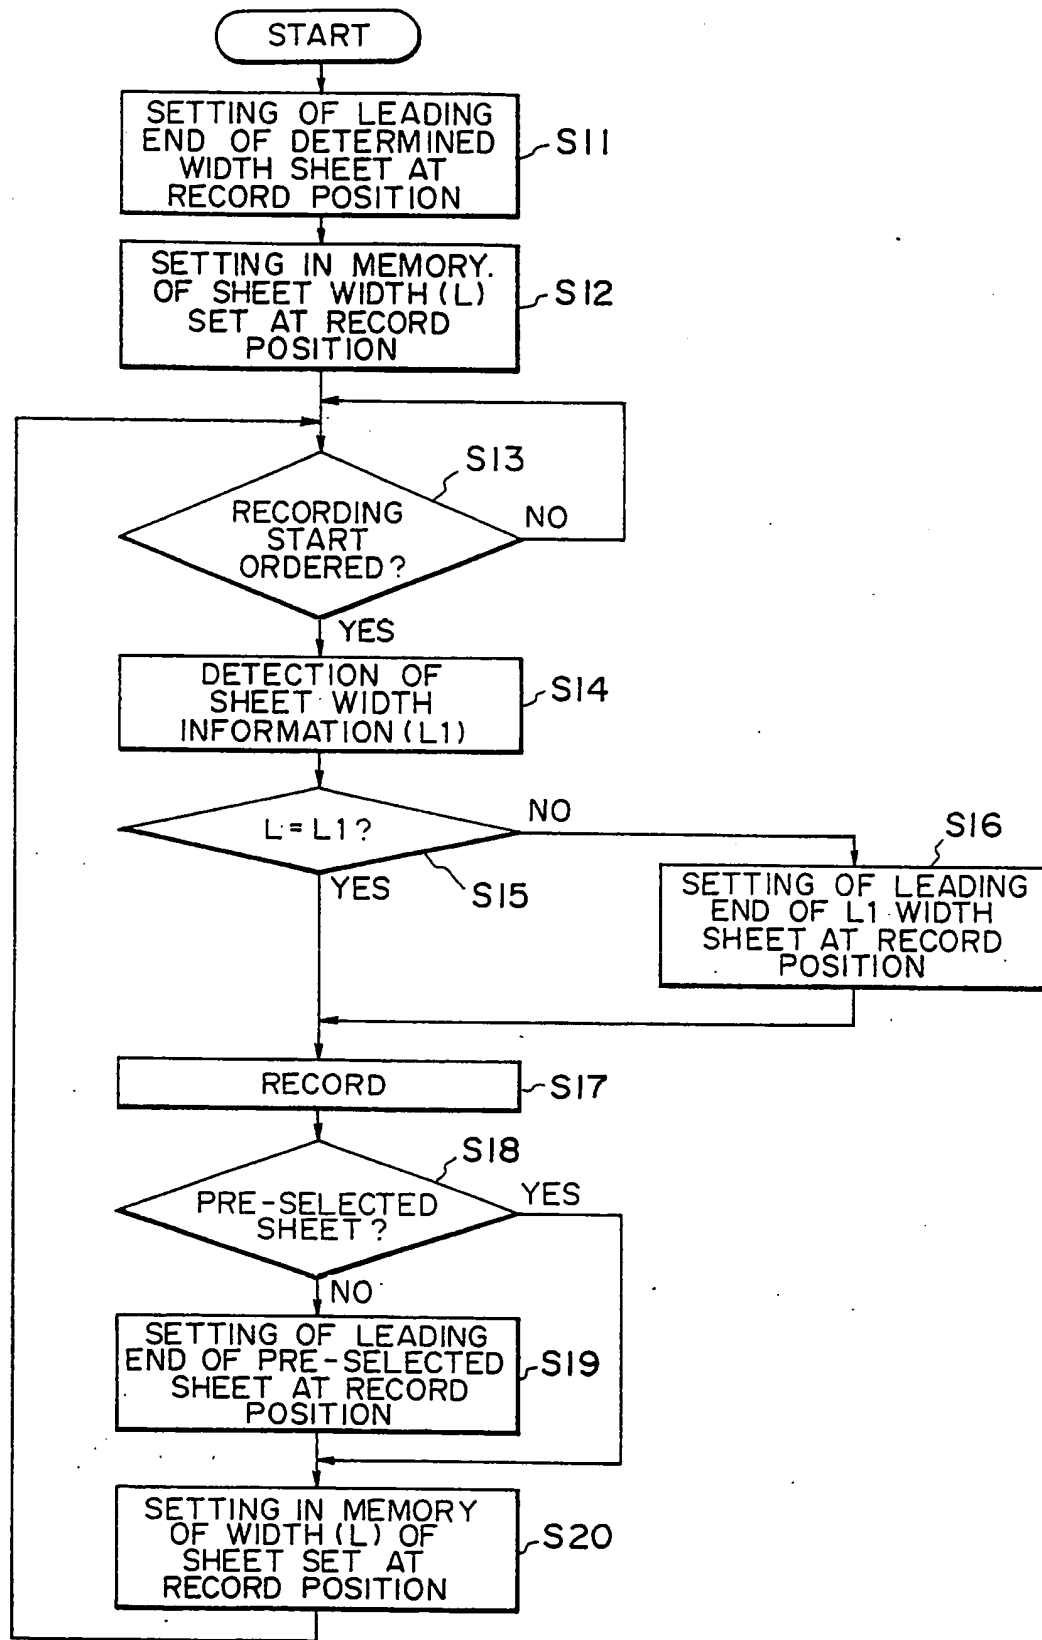 START
SETTING OF LEADING
END OF DETERMINED
WIDTH SHEET AT
RECORD POSITION
S11
SETTING IN MEMORY.
OF SHEET WIDTH (L)
SET AT RECORD
POSITION
S12
S13
RECORDING
START
ORDERED?
NO
YES
DETECTION OF
SHEET WIDTH
INFORMATION (L1)
S14
L=L1?
NO
YES
S15
S16
SETTING OF LEADING
END OF L1 WIDTH
SHEET AT RECORD
POSITION
RECORD
S17
S18
PRE-SELECTED
SHEET?
YES
NO
SETTING OF LEADING
END OF PRE-SELECTED
SHEET AT RECORD
POSITION
S19
SETTING IN MEMORY
OF WIDTH (L) OF
SHEET SET AT
RECORD POSITION
S20